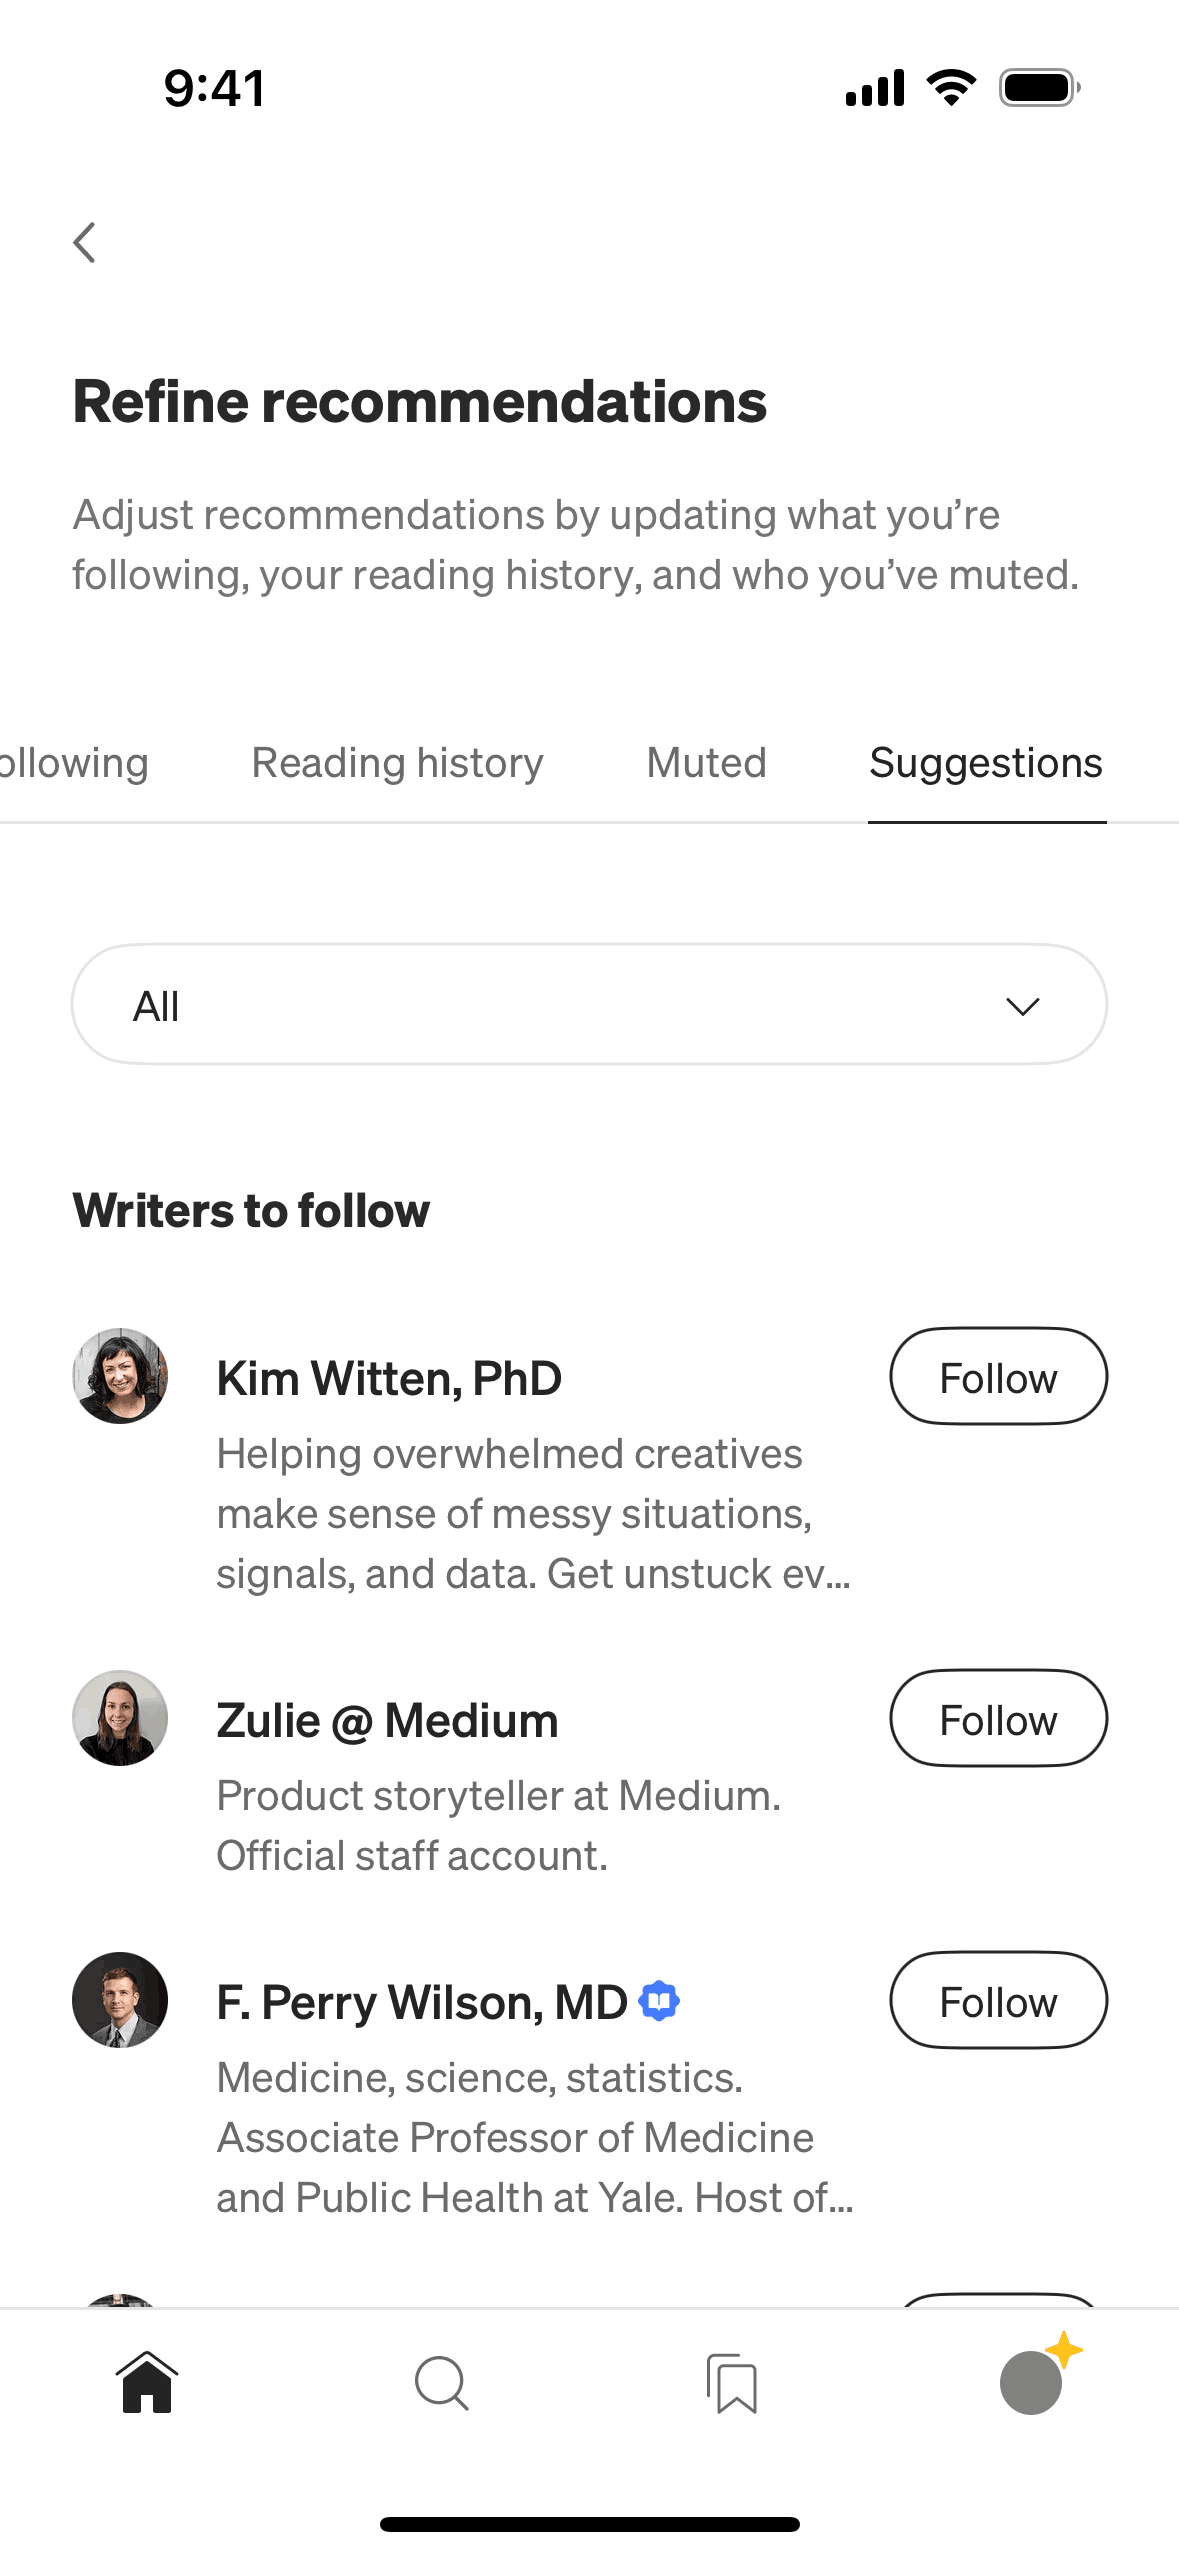 9:41
Refine recommendations
Adjust recommendations by updating what you’re
following, your reading history, and who you’ve muted.
ollowing Reading history Muted Suggestions
All
Writers to follow
Kim Witten, PhD Follow
Helping overwhelmed creatives
make sense of messy situations,
signals, and data. Get unstuck ev...
Zulie @ Medium Follow
Product storyteller at Medium.
Official staff account.
F. Perry Wilson, MD Follow
Medicine, science, statistics.
Associate Professor of Medicine
and Public Health at Yale. Host of...